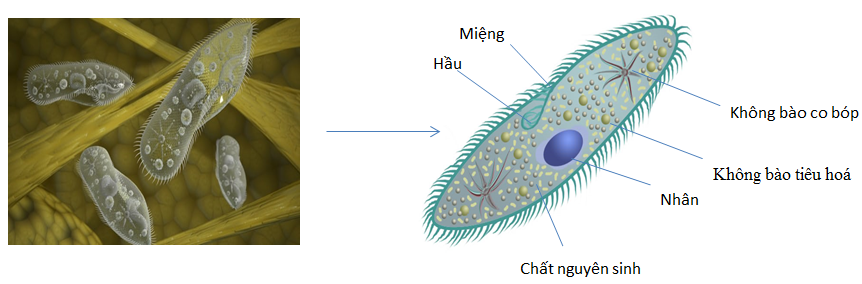 Miệng
Hầu
Không bào co bóp
Không bào tiêu hoá
Nhân
Chất nguyên sinh